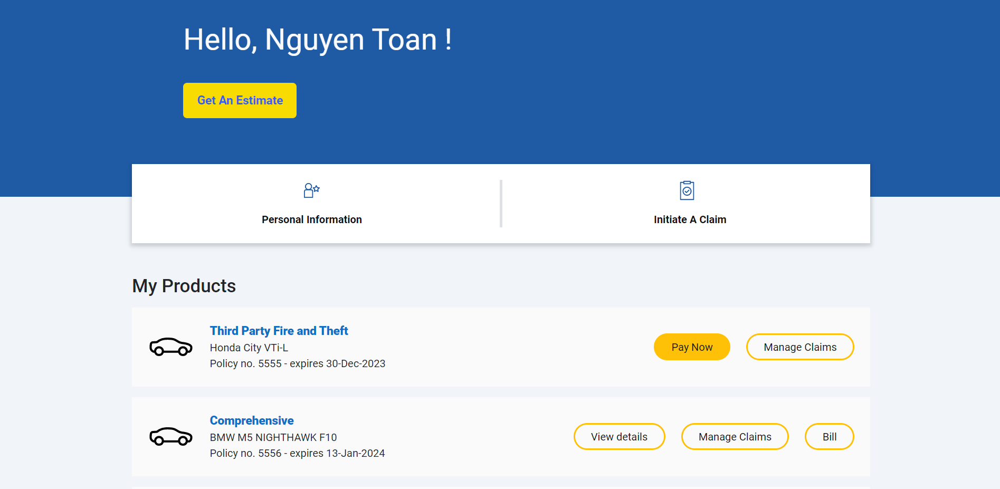 Hello, Nguyen Toan !
Get An Estimate
Personal Information
Initiate A Claim
My Products
Third Party Fire and Theft
Honda City VTi-L
Policy no. 5555 - expires 30-Dec-2023
Pay Now
Manage Claims
Comprehensive
BMW M5 NIGHTHAWK F10
Policy no. 5556 - expires 13-Jan-2024
View details
Manage Claims
Bill